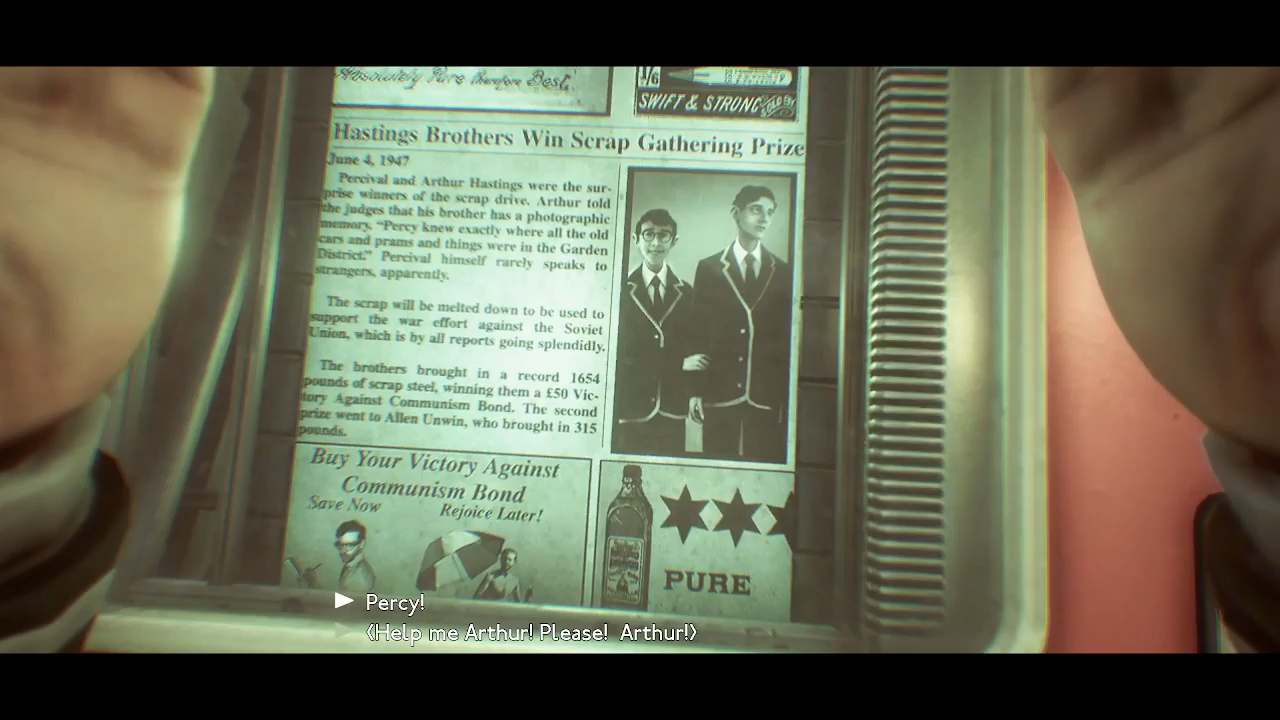 Absolutely Pure therefore Best.
1/6
SWIFT & STRONG
SOLD BY
Hastings Brothers Win Scrap Gathering Prize
June 4, 1947
Percival and Arthur Hastings were the sur-
prise winners of the scrap drive. Arthur told
the judges that his brother has a photographic
memory. “Percy knew exactly where all the old
cars and prams and things were in the Garden
District.” Percival himself rarely speaks to
strangers, apparently.
The scrap will be melted down to be used to
support the war effort against the Soviet
Union, which is by all reports going splendidly.
The brothers brought in a record 1654
pounds of scrap steel, winning them a £50 Vic-
tory Against Communism Bond. The second
prize went to Allen Unwin, who brought in 315
pounds.
Buy Your Victory Against
Communism Bond
Save Now Rejoice Later!
PURE
Percy!
⟨Help me Arthur! Please! Arthur!⟩